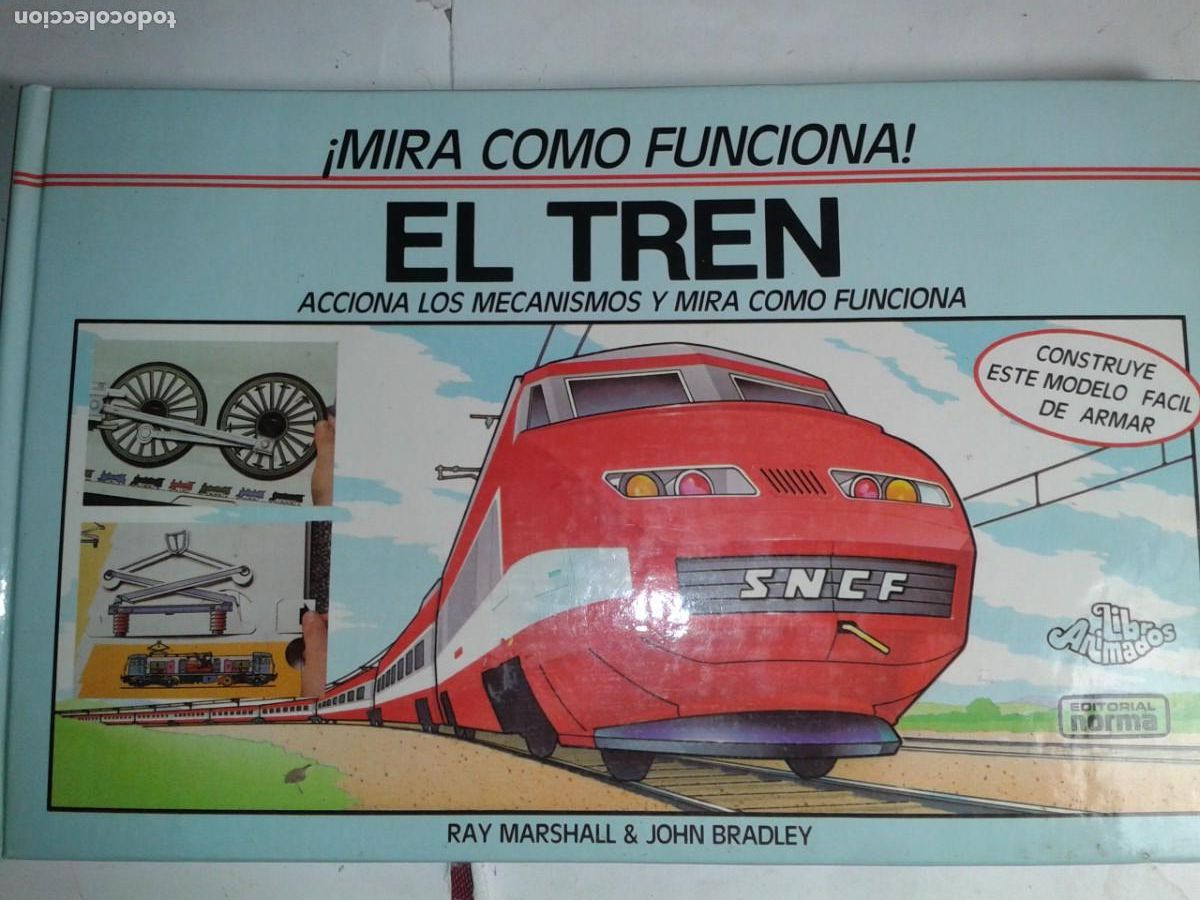 todocoleccion
¡MIRA COMO FUNCIONA!
EL TREN
ACCIONA LOS MECANISMOS Y MIRA COMO FUNCIONA
CONSTRUYE
ESTE MODELO FACIL
DE ARMAR
SNCF
Libros
Animados
EDITORIAL
norma
RAY MARSHALL & JOHN BRADLEY